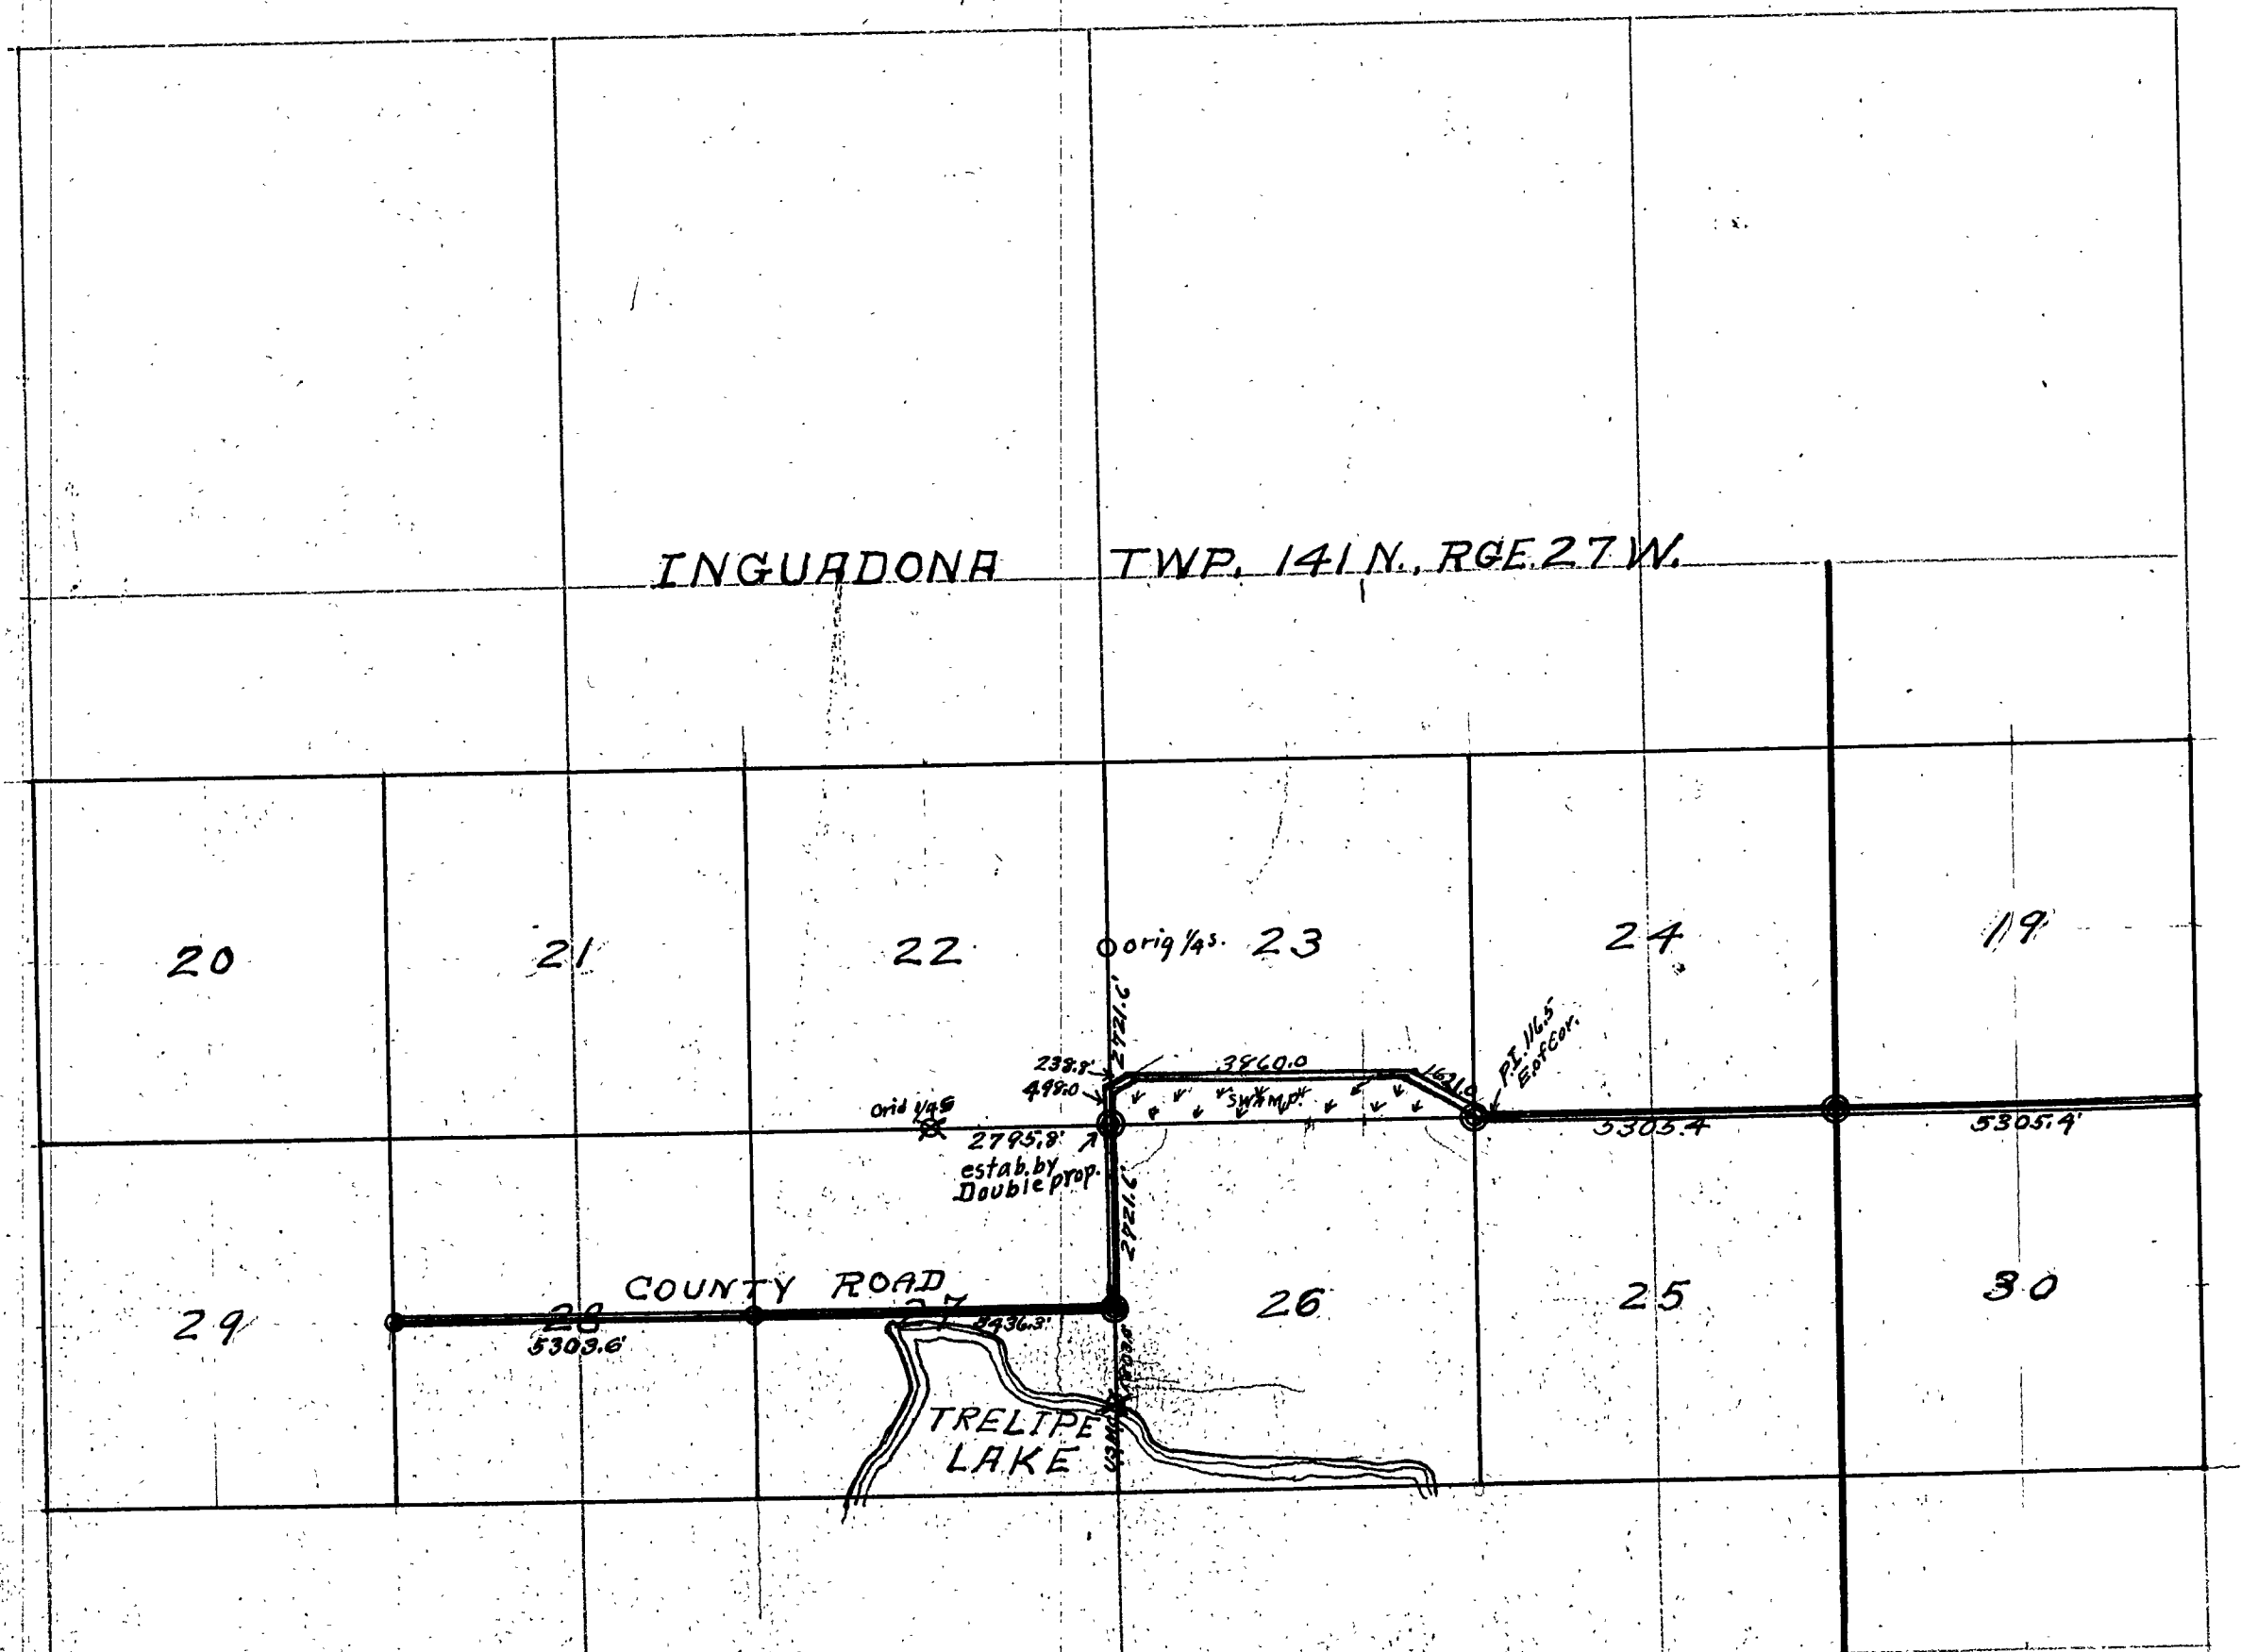 INGUADONA TWP. 141 N., RGE. 27 W.
20
21
22
orig 1/4 s.
23
24
19
2721.6'
P.I. 116.5
E. of Cor.
238.8'
498.0
3860.0
1621.0
SWAMP
Orid 1/4 S
2795.8'
estab. by
Double prop.
5305.4
5305.4'
2721.6'
COUNTY ROAD
29
28
27
26
25
30
5303.6'
5436.3'
TRELIPE
LAKE